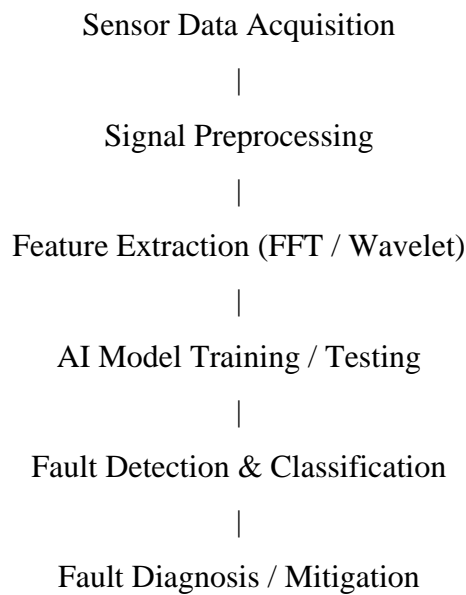 Sensor Data Acquisition
|
Signal Preprocessing
|
Feature Extraction (FFT / Wavelet)
|
AI Model Training / Testing
|
Fault Detection & Classification
|
Fault Diagnosis / Mitigation